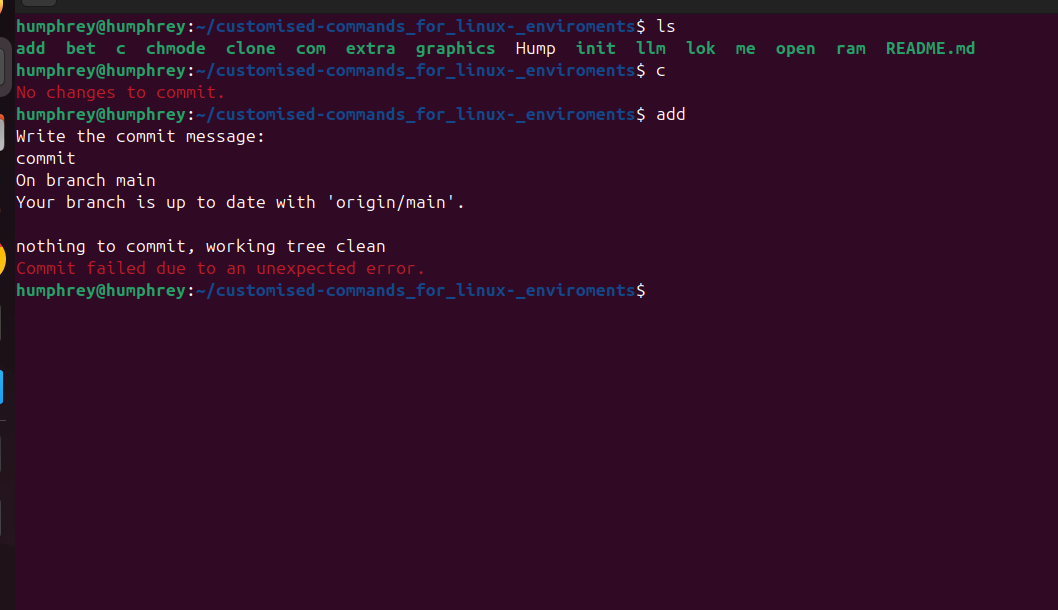 humphrey@humphrey:~/customised-commands_for_linux-_enviroments$ ls
add bet c chmode clone com extra graphics Hump init llm lok me open ram README.md
humphrey@humphrey:~/customised-commands_for_linux-_enviroments$ c
No changes to commit.
humphrey@humphrey:~/customised-commands_for_linux-_enviroments$ add
Write the commit message:
commit
On branch main
Your branch is up to date with 'origin/main'.
nothing to commit, working tree clean
Commit failed due to an unexpected error.
humphrey@humphrey:~/customised-commands_for_linux-_enviroments$